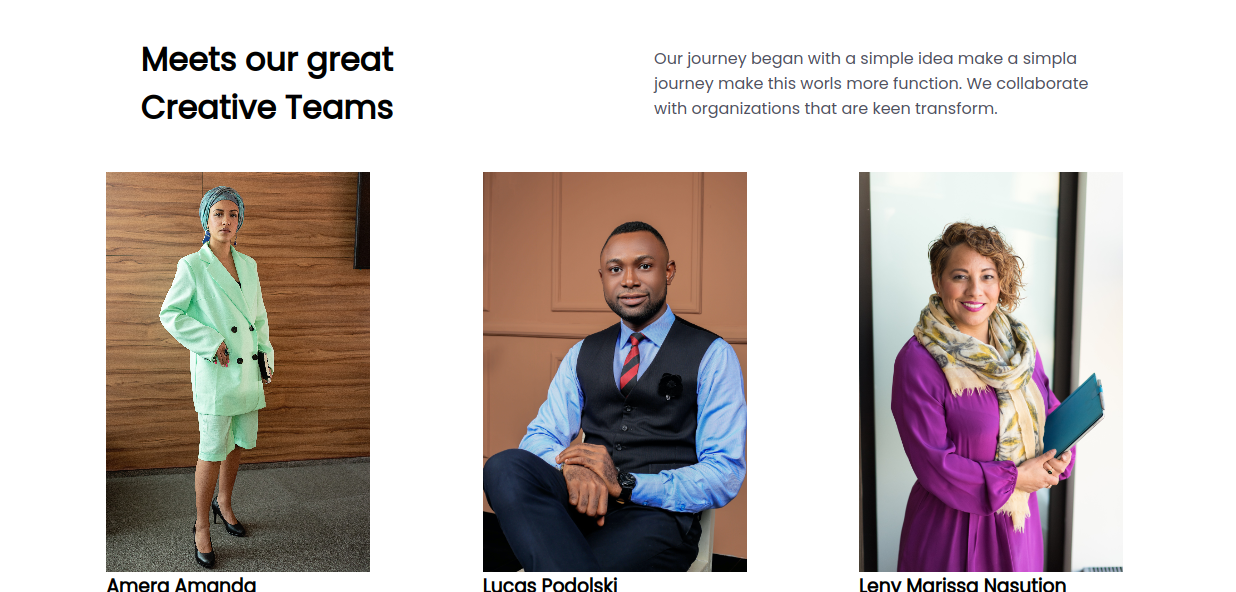 Meets our great
Creative Teams
Our journey began with a simple idea make a simpla
journey make this worls more function. We collaborate
with organizations that are keen transform.
Amera Amanda
Lucas Podolski
Leny Marissa Nasution